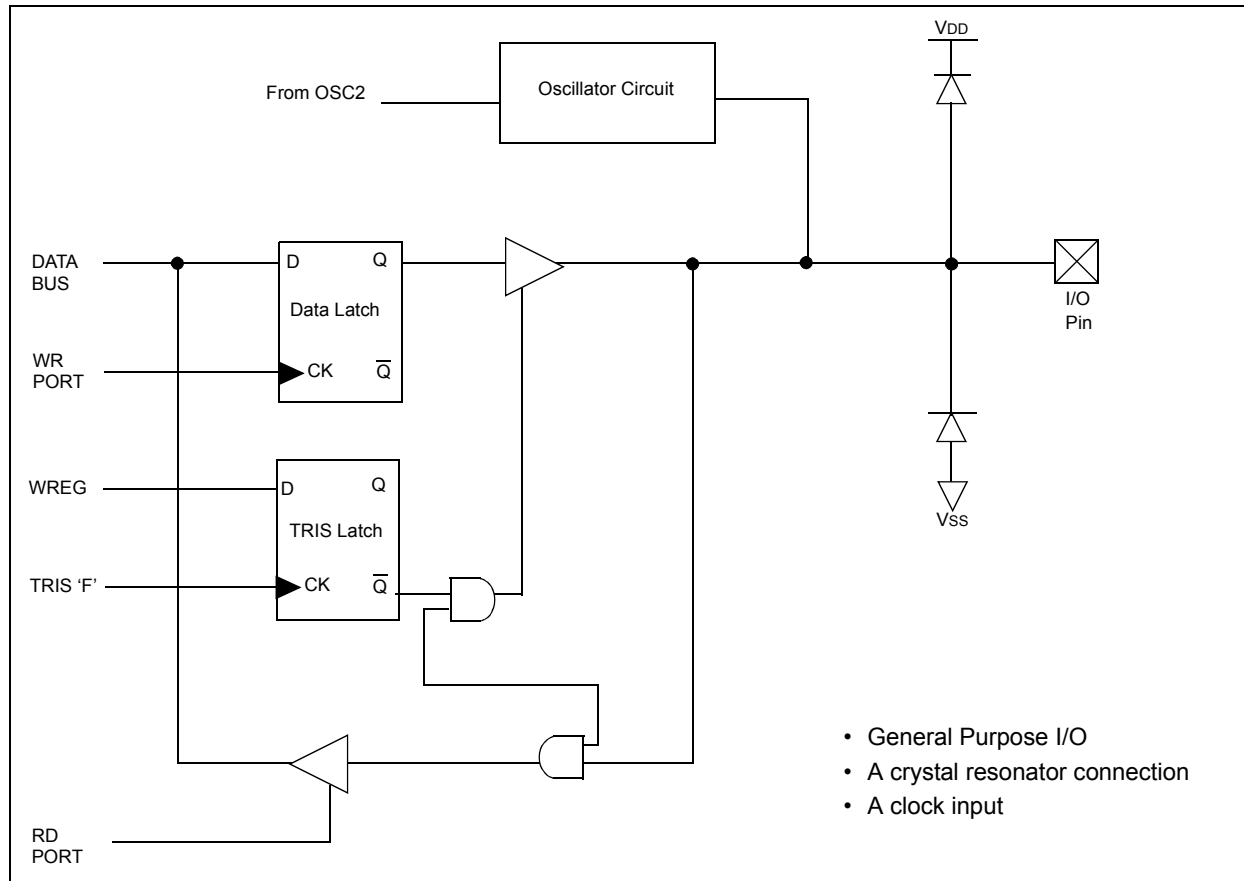 VDD
From OSC2
Oscillator Circuit
DATA
BUS
D
Q
Data Latch
CK
Q̅
WR
PORT
I/O
Pin
WREG
D
Q
TRIS Latch
CK
Q̅
TRIS ‘F’
VSS
RD
PORT
• General Purpose I/O
• A crystal resonator connection
• A clock input